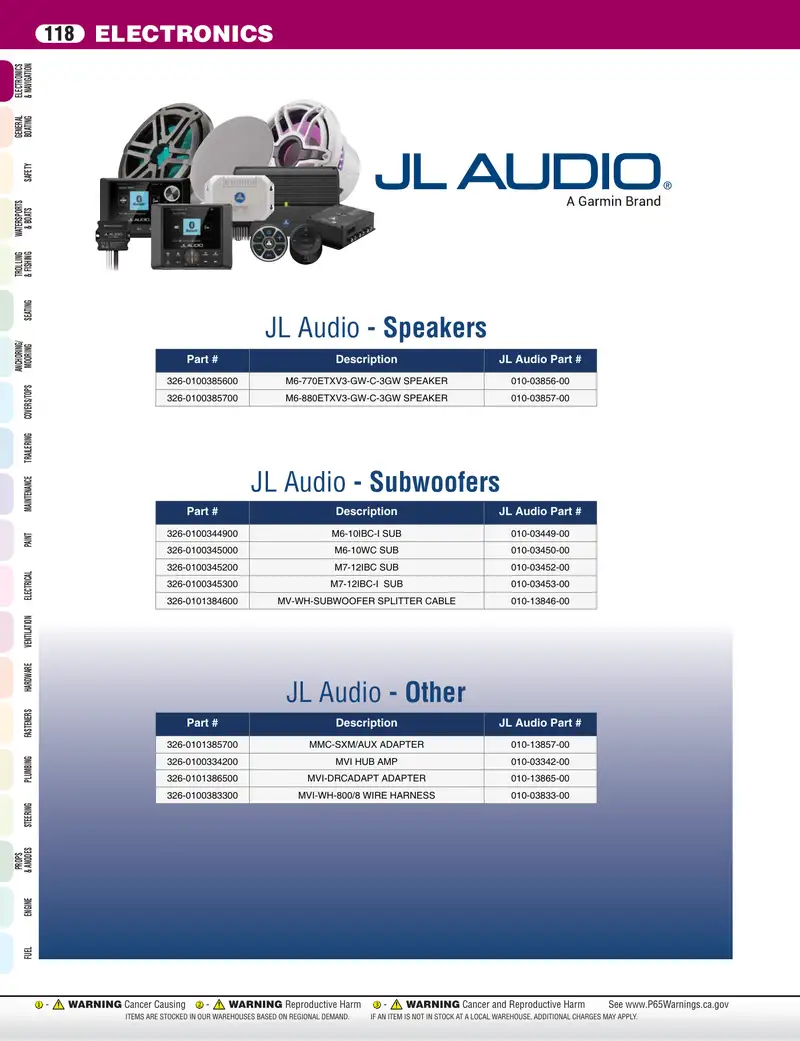 118 ELECTRONICS
ELECTRONICS
& NAVIGATION
GENERAL
BOATING
SAFETY
WATERSPORTS
& BOATS
TROLLING
& FISHING
SEATING
ANCHORING/
MOORING
COVERS/TOPS
TRAILERING
MAINTENANCE
PAINT
ELECTRICAL
VENTILATION
HARDWARE
FASTENERS
PLUMBING
STEERING
PROPS
& ANODES
ENGINE
FUEL
JL AUDIO®
A Garmin Brand
JL Audio - Speakers
Part # Description JL Audio Part #
326-0100385600 M6-770ETXV3-GW-C-3GW SPEAKER 010-03856-00
326-0100385700 M6-880ETXV3-GW-C-3GW SPEAKER 010-03857-00
JL Audio - Subwoofers
Part # Description JL Audio Part #
326-0100344900 M6-10IBC-I SUB 010-03449-00
326-0100345000 M6-10WC SUB 010-03450-00
326-0100345200 M7-12IBC SUB 010-03452-00
326-0100345300 M7-12IBC-I SUB 010-03453-00
326-0101384600 MV-WH-SUBWOOFER SPLITTER CABLE 010-13846-00
JL Audio - Other
Part # Description JL Audio Part #
326-0101385700 MMC-SXM/AUX ADAPTER 010-13857-00
326-0100334200 MVI HUB AMP 010-03342-00
326-0101386500 MVI-DRCADAPT ADAPTER 010-13865-00
326-0100383300 MVI-WH-800/8 WIRE HARNESS 010-03833-00
1 - WARNING Cancer Causing 2 - WARNING Reproductive Harm 3 - WARNING Cancer and Reproductive Harm See www.P65Warnings.ca.gov
ITEMS ARE STOCKED IN OUR WAREHOUSES BASED ON REGIONAL DEMAND. IF AN ITEM IS NOT IN STOCK AT A LOCAL WAREHOUSE, ADDITIONAL CHARGES MAY APPLY.